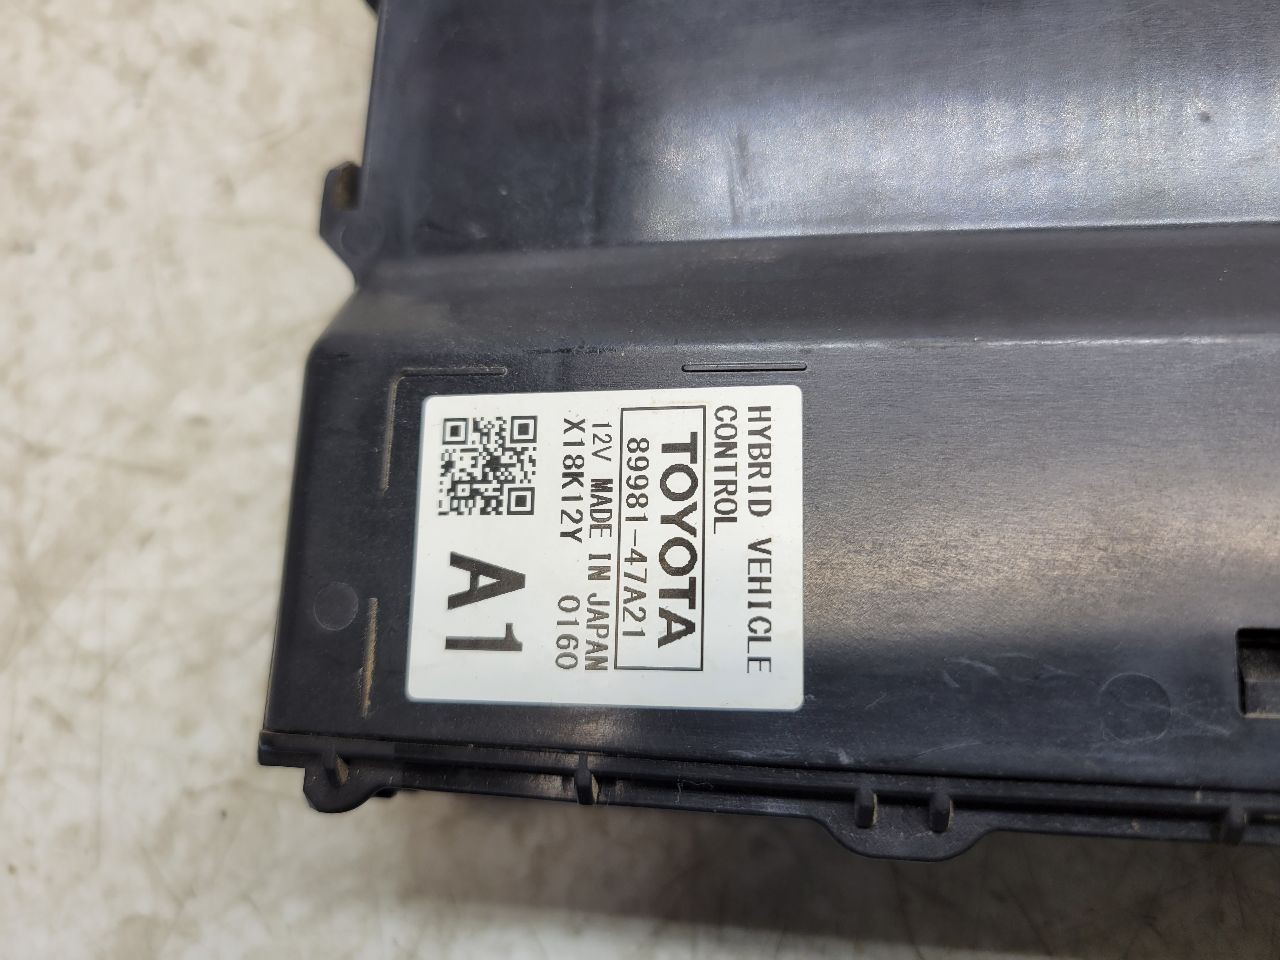 HYBRID VEHICLE
CONTROL
TOYOTA
89981-47A21
12V MADE IN JAPAN
X18K12Y 0160
A1